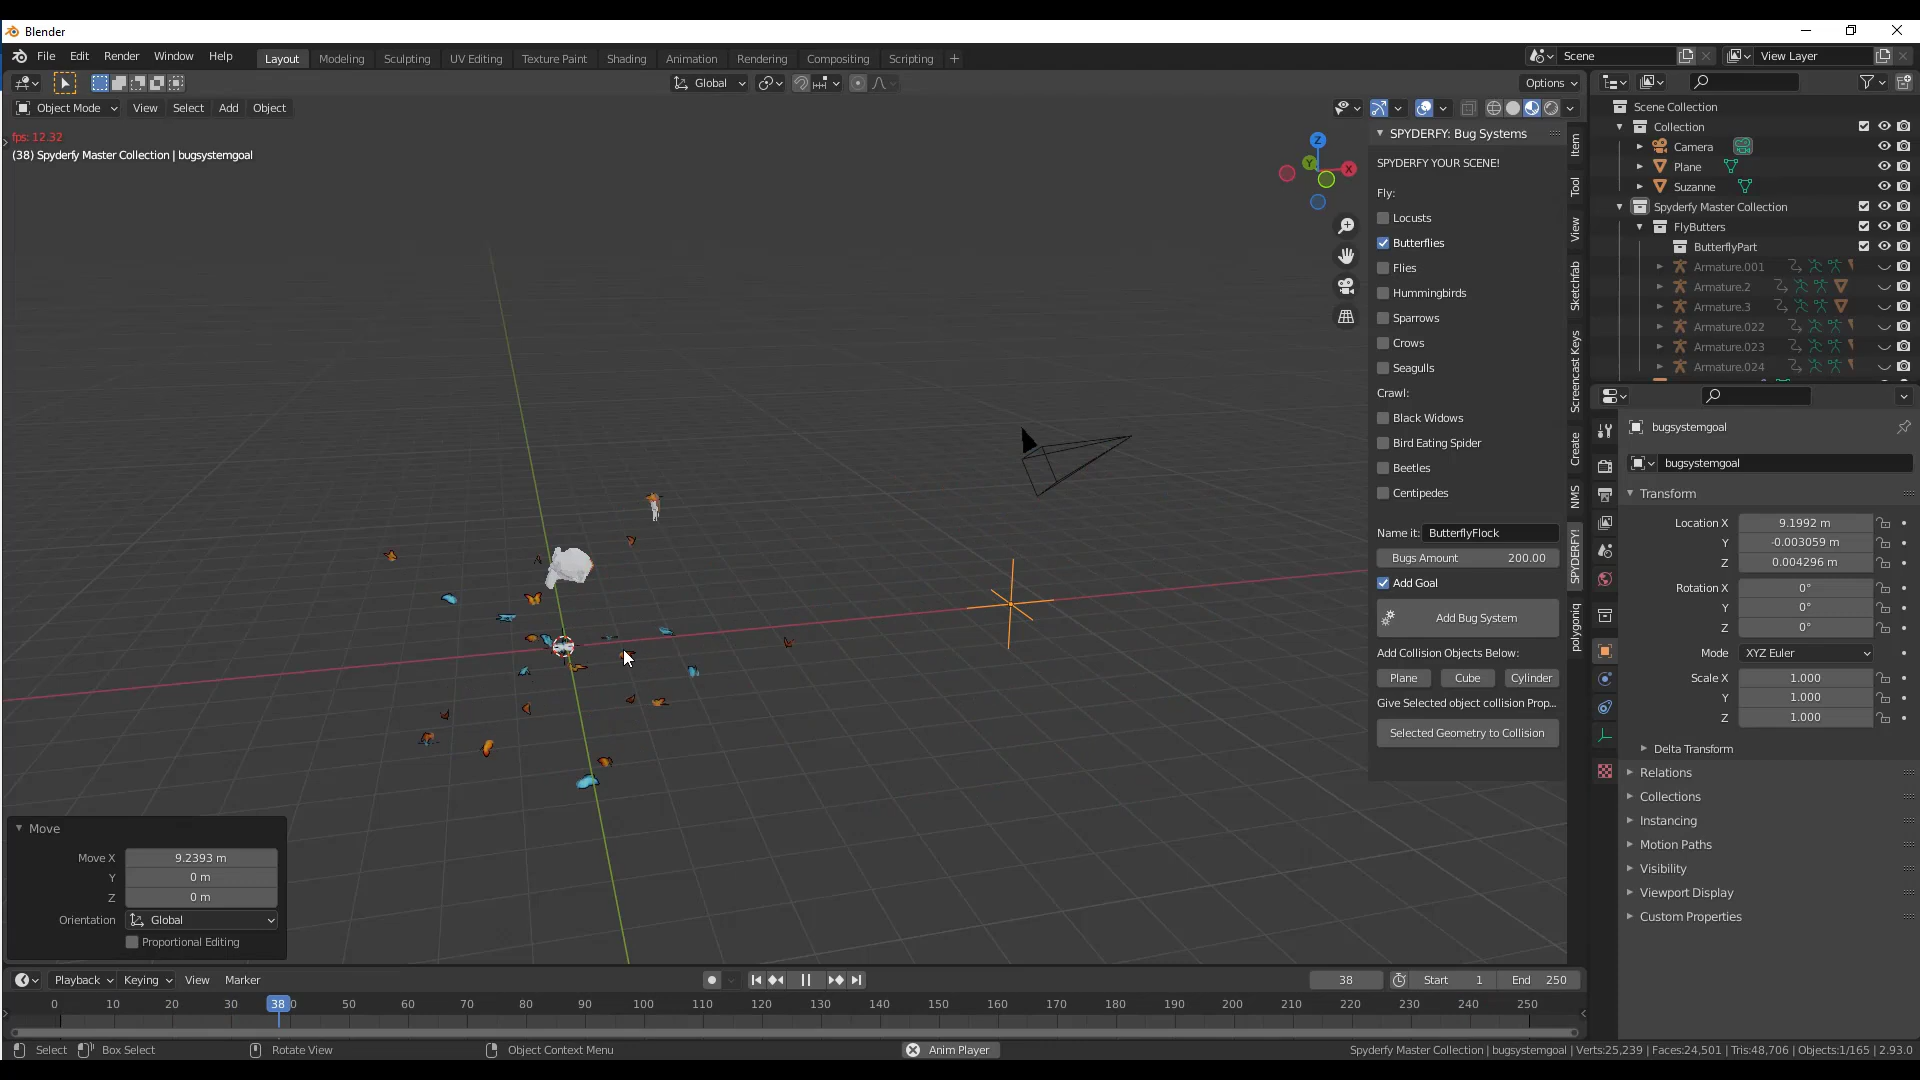 Blender
File Edit Render Window Help
Layout Modeling Sculpting UV Editing Texture Paint Shading Animation Rendering Compositing Scripting +
Scene
View Layer
Global
Options
Object Mode View Select Add Object
fps: 12.32
(38) Spyderfy Master Collection | bugsystemgoal
Z
Y
X
SPYDERFY: Bug Systems
SPYDERFY YOUR SCENE!
Fly:
Locusts
Butterflies
Flies
Hummingbirds
Sparrows
Crows
Seagulls
Crawl:
Black Widows
Bird Eating Spider
Beetles
Centipedes
Name it: ButterflyFlock
Bugs Amount 200.00
Add Goal
Add Bug System
Add Collision Objects Below:
Plane Cube Cylinder
Give Selected object collision Prop...
Selected Geometry to Collision
Item
Tool
View
Sketchfab
Screencast Keys
Create
NMS
SPYDERFY!
polygoniq
Scene Collection
Collection
Camera
Plane
Suzanne
Spyderfy Master Collection
FlyButters
ButterflyPart
Armature.001
Armature.2
Armature.3
Armature.022
Armature.023
Armature.024
bugsystemgoal
bugsystemgoal
Transform
Location X 9.1992 m
Y -0.003059 m
Z 0.004296 m
Rotation X 0°
Y 0°
Z 0°
Mode XYZ Euler
Scale X 1.000
Y 1.000
Z 1.000
Delta Transform
Relations
Collections
Instancing
Motion Paths
Visibility
Viewport Display
Custom Properties
Move
Move X 9.2393 m
Y 0 m
Z 0 m
Orientation Global
Proportional Editing
Playback Keying View Marker
38
Start 1
End 250
0 10 20 30 38 0 50 60 70 80 90 100 110 120 130 140 150 160 170 180 190 200 210 220 230 240 250
Select Box Select Rotate View Object Context Menu Anim Player
Spyderfy Master Collection | bugsystemgoal | Verts:25,239 | Faces:24,501 | Tris:48,706 | Objects:1/165 | 2.93.0